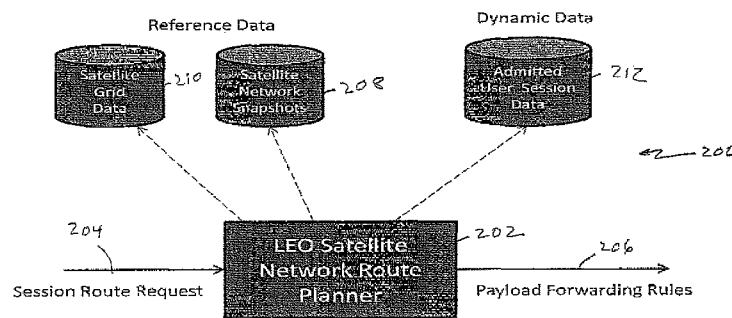 Reference Data
Dynamic Data
Satellite
Grid
Data
210
Satellite
Network
Snapshots
208
Admitted
User Session
Data
212
204
LEO Satellite
Network Route
Planner
202
206
Session Route Request
Payload Forwarding Rules